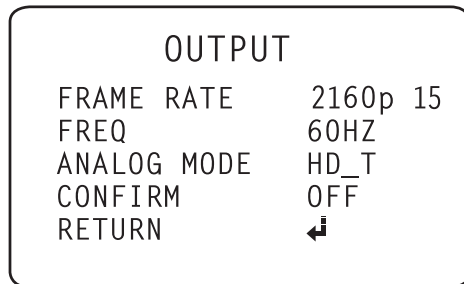 OUTPUT
FRAME RATE 2160p 15
FREQ 60HZ
ANALOG MODE HD_T
CONFIRM OFF
RETURN ↲